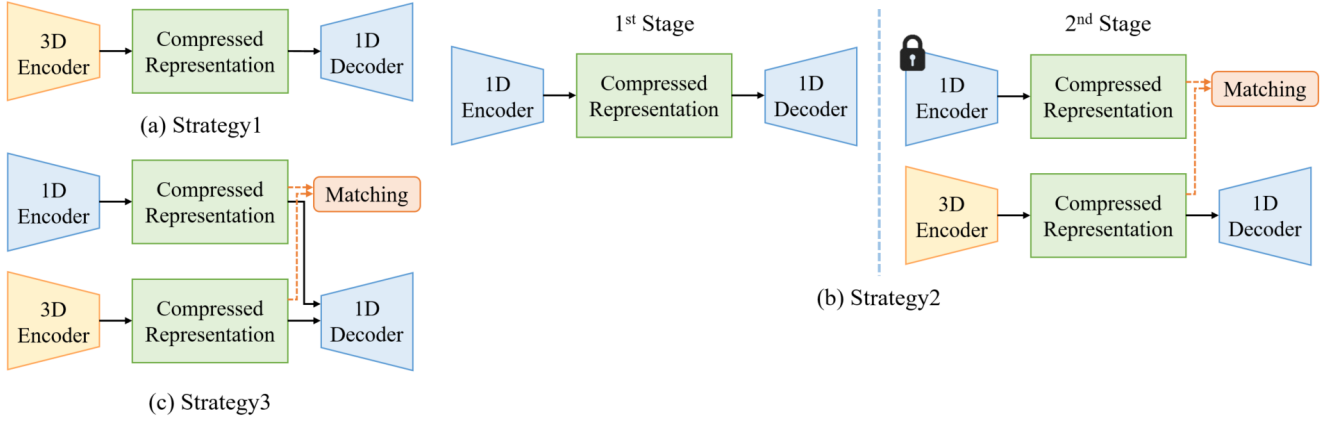 3D
Encoder
Compressed
Representation
1D
Decoder
(a) Strategy1
1D
Encoder
Compressed
Representation
Matching
3D
Encoder
Compressed
Representation
1D
Decoder
(c) Strategy3
1st Stage
1D
Encoder
Compressed
Representation
1D
Decoder
2nd Stage
1D
Encoder
Compressed
Representation
Matching
3D
Encoder
Compressed
Representation
1D
Decoder
(b) Strategy2